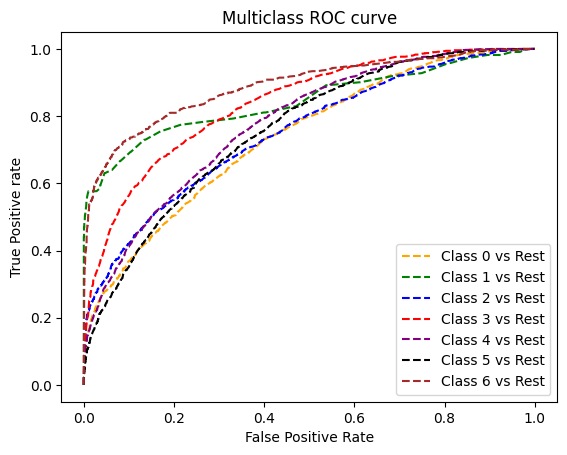 Multiclass ROC curve
True Positive rate
1.0
0.8
0.6
0.4
0.2
0.0
Class 0 vs Rest
Class 1 vs Rest
Class 2 vs Rest
Class 3 vs Rest
Class 4 vs Rest
Class 5 vs Rest
Class 6 vs Rest
0.0 0.2 0.4 0.6 0.8 1.0
False Positive Rate